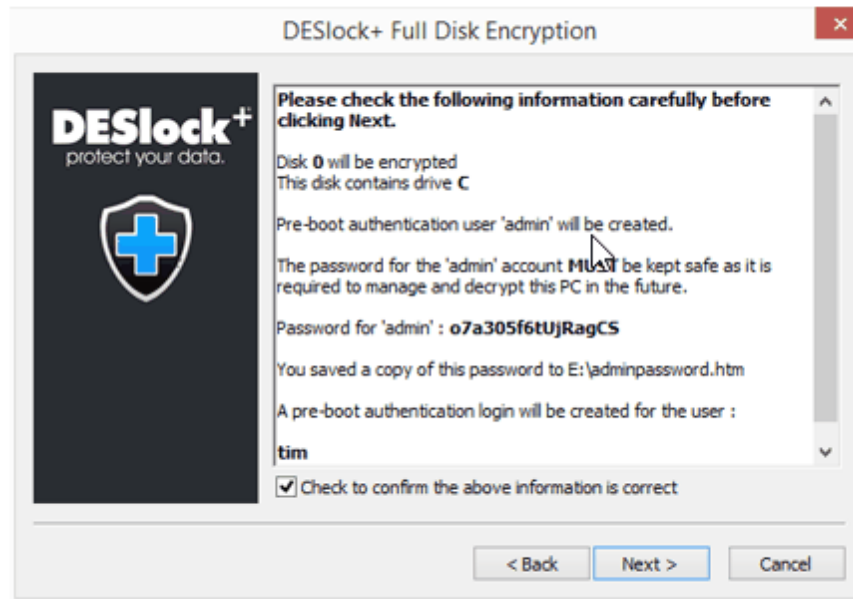 DESlock+ Full Disk Encryption
DESlock+
protect your data.
Please check the following information carefully before
clicking Next.
Disk 0 will be encrypted
This disk contains drive C
Pre-boot authentication user 'admin' will be created.
The password for the 'admin' account MUST be kept safe as it is
required to manage and decrypt this PC in the future.
Password for 'admin' : o7a305f6tUjRagCS
You saved a copy of this password to E:\adminpassword.htm
A pre-boot authentication login will be created for the user :
tim
Check to confirm the above information is correct
< Back
Next >
Cancel